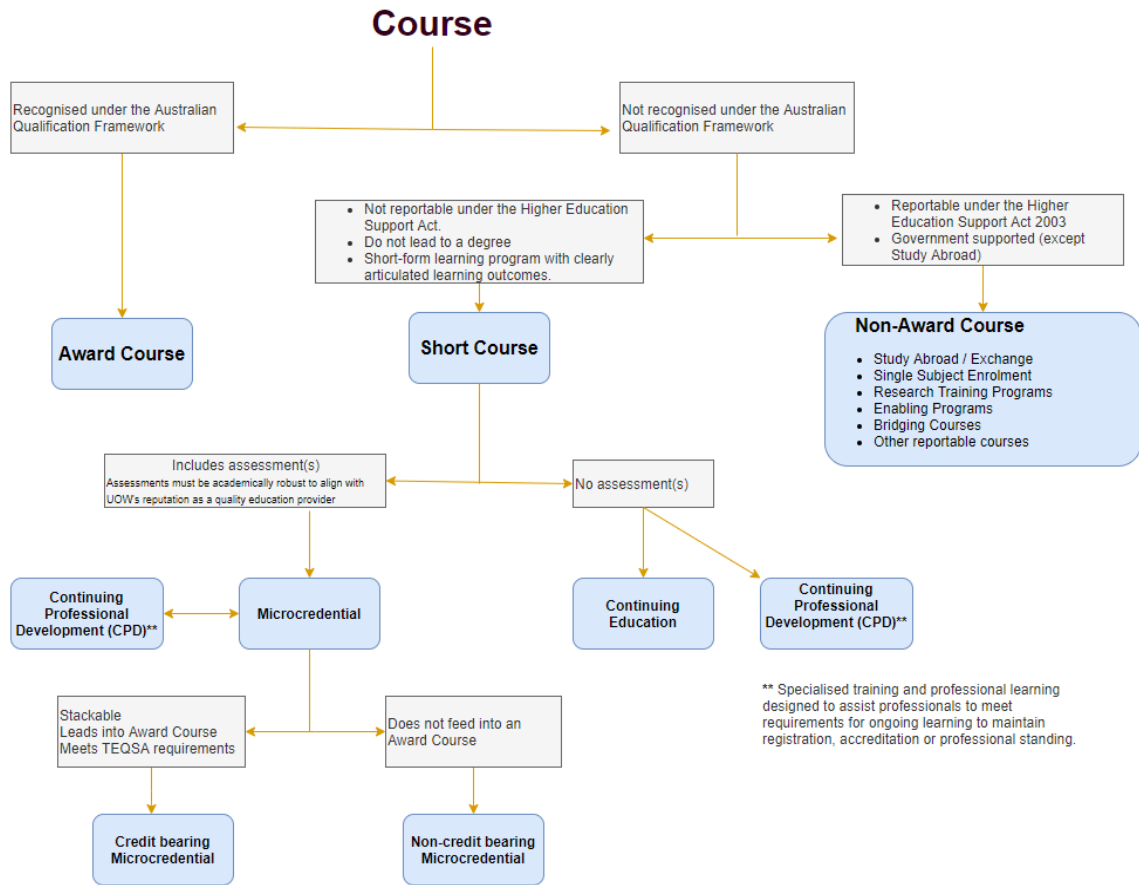 Course
Recognised under the Australian
Qualification Framework
Not recognised under the Australian
Qualification Framework
• Not reportable under the Higher Education
Support Act.
• Do not lead to a degree
• Short-form learning program with clearly
articulated learning outcomes.
• Reportable under the Higher
Education Support Act 2003
• Government supported (except
Study Abroad)
Award Course
Short Course
Non-Award Course
• Study Abroad / Exchange
• Single Subject Enrolment
• Research Training Programs
• Enabling Programs
• Bridging Courses
• Other reportable courses
Includes assessment(s)
Assessments must be academically robust to align with
UOW's reputation as a quality education provider
No assessment(s)
Continuing
Professional
Development (CPD)**
Microcredential
Continuing
Education
Continuing
Professional
Development (CPD)**
Stackable
Leads into Award Course
Meets TEQSA requirements
Does not feed into an
Award Course
** Specialised training and professional learning
designed to assist professionals to meet
requirements for ongoing learning to maintain
registration, accreditation or professional standing.
Credit bearing
Microcredential
Non-credit bearing
Microcredential